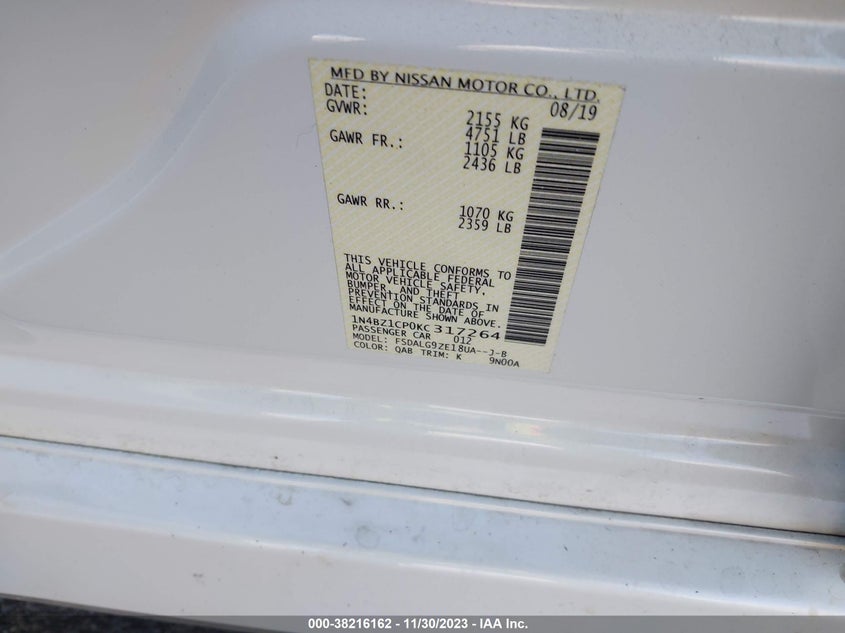 MFD BY NISSAN MOTOR CO., LTD.
DATE: 08/19
GVWR: 2155 KG
4751 LB
GAWR FR.: 1105 KG
2436 LB
GAWR RR.: 1070 KG
2359 LB
THIS VEHICLE CONFORMS TO
ALL APPLICABLE FEDERAL
MOTOR VEHICLE SAFETY,
BUMPER, AND THEFT
PREVENTION STANDARDS IN
EFFECT ON THE DATE OF
MANUFACTURE SHOWN ABOVE.
1N4BZ1CP0KC 317264
PASSENGER CAR 012
MODEL: FSDALG9ZE18UA--J-B
COLOR: QAB TRIM: K 9N00A
000-38216162 - 11/30/2023 - IAA Inc.